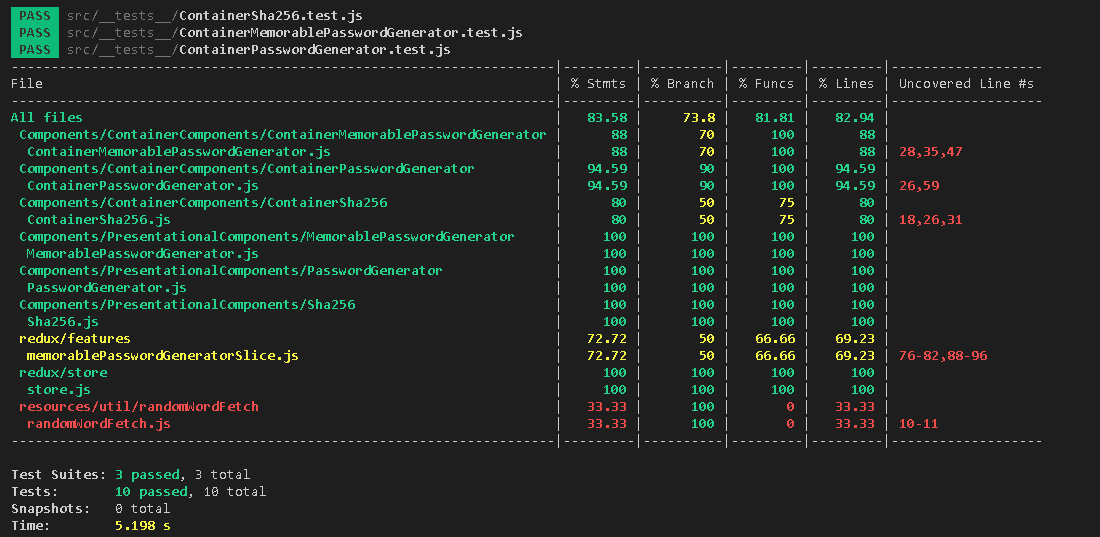 PASS src/__tests__/ContainerSha256.test.js
PASS src/__tests__/ContainerMemorablePasswordGenerator.test.js
PASS src/__tests__/ContainerPasswordGenerator.test.js
File | % Stmts | % Branch | % Funcs | % Lines | Uncovered Line #s
All files | 83.58 | 73.8 | 81.81 | 82.94 |
Components/ContainerComponents/ContainerMemorablePasswordGenerator | 88 | 70 | 100 | 88 |
ContainerMemorablePasswordGenerator.js | 88 | 70 | 100 | 88 | 28,35,47
Components/ContainerComponents/ContainerPasswordGenerator | 94.59 | 90 | 100 | 94.59 |
ContainerPasswordGenerator.js | 94.59 | 90 | 100 | 94.59 | 26,59
Components/ContainerComponents/ContainerSha256 | 80 | 50 | 75 | 80 |
ContainerSha256.js | 80 | 50 | 75 | 80 | 18,26,31
Components/PresentationalComponents/MemorablePasswordGenerator | 100 | 100 | 100 | 100 |
MemorablePasswordGenerator.js | 100 | 100 | 100 | 100 |
Components/PresentationalComponents/PasswordGenerator | 100 | 100 | 100 | 100 |
PasswordGenerator.js | 100 | 100 | 100 | 100 |
Components/PresentationalComponents/Sha256 | 100 | 100 | 100 | 100 |
Sha256.js | 100 | 100 | 100 | 100 |
redux/features | 72.72 | 50 | 66.66 | 69.23 |
memorablePasswordGeneratorSlice.js | 72.72 | 50 | 66.66 | 69.23 | 76-82,88-96
redux/store | 100 | 100 | 100 | 100 |
store.js | 100 | 100 | 100 | 100 |
resources/util/randomWordFetch | 33.33 | 100 | 0 | 33.33 |
randomWordFetch.js | 33.33 | 100 | 0 | 33.33 | 10-11
Test Suites: 3 passed, 3 total
Tests: 10 passed, 10 total
Snapshots: 0 total
Time: 5.198 s